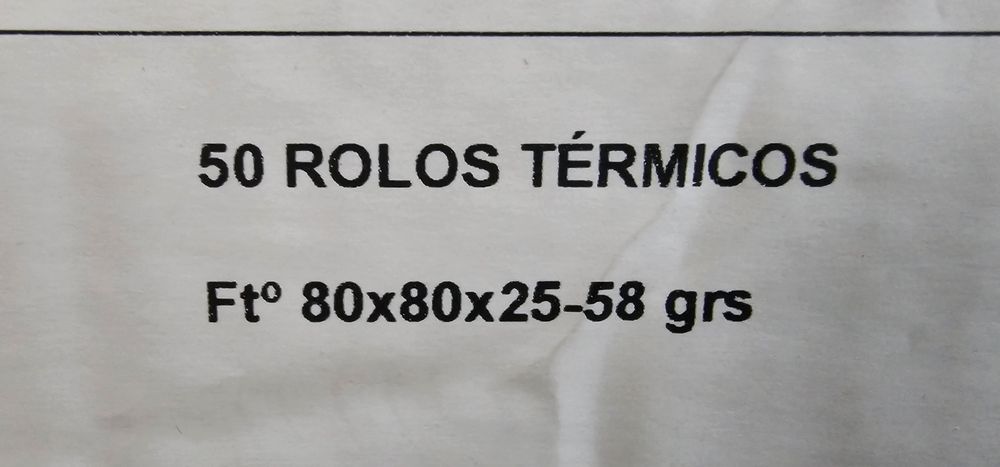 50 ROLOS TÉRMICOS
Ftº 80x80x25-58 grs